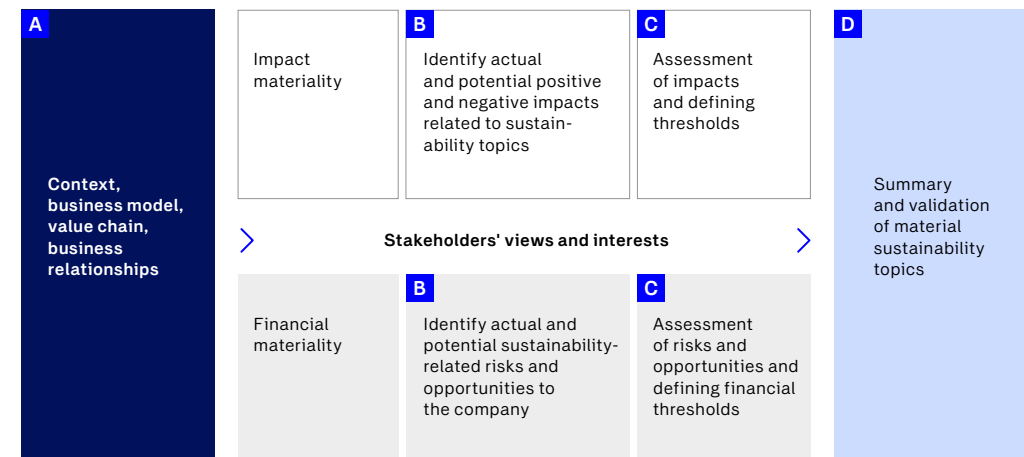 A
Context,
business model,
value chain,
business
relationships
Impact
materiality
B
Identify actual
and potential positive
and negative impacts
related to sustain-
ability topics
C
Assessment
of impacts
and defining
thresholds
Stakeholders' views and interests
Financial
materiality
B
Identify actual and
potential sustainability-
related risks and
opportunities to
the company
C
Assessment
of risks and
opportunities and
defining financial
thresholds
D
Summary
and validation
of material
sustainability
topics